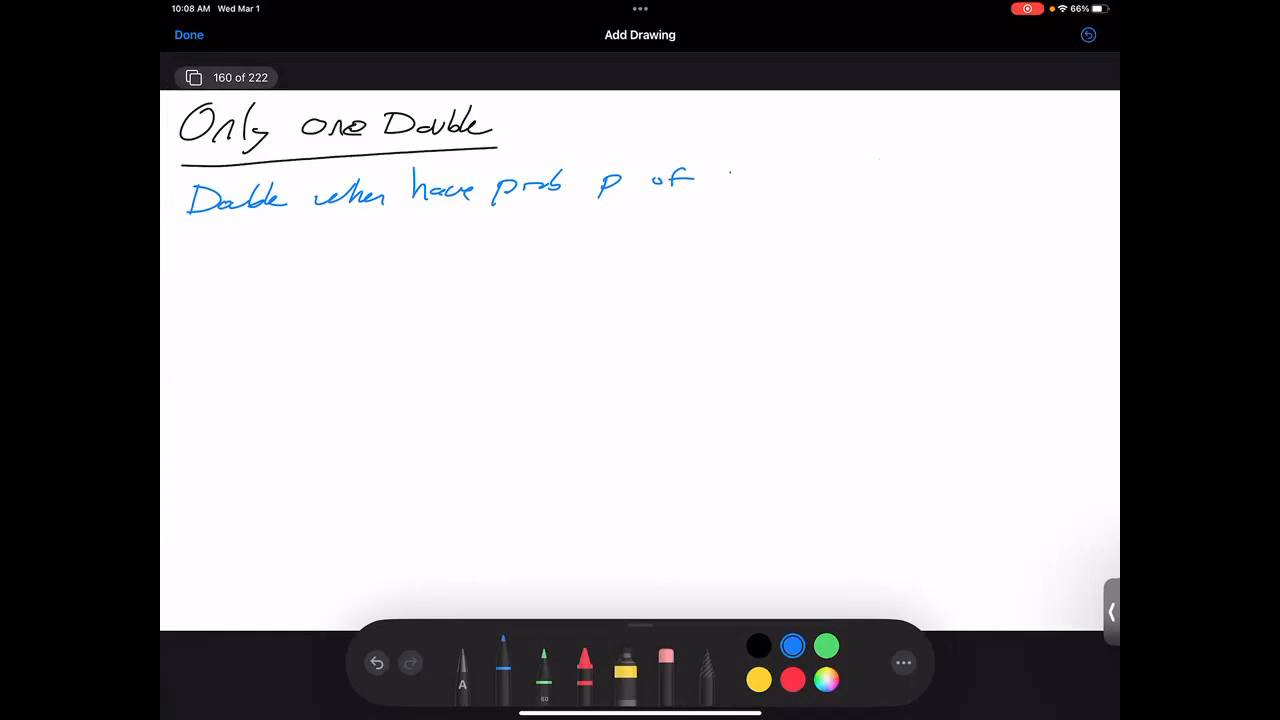 10:08 AM Wed Mar 1
66%
Done
Add Drawing
160 of 222
Only one Double
Double when have prob p of
A
60